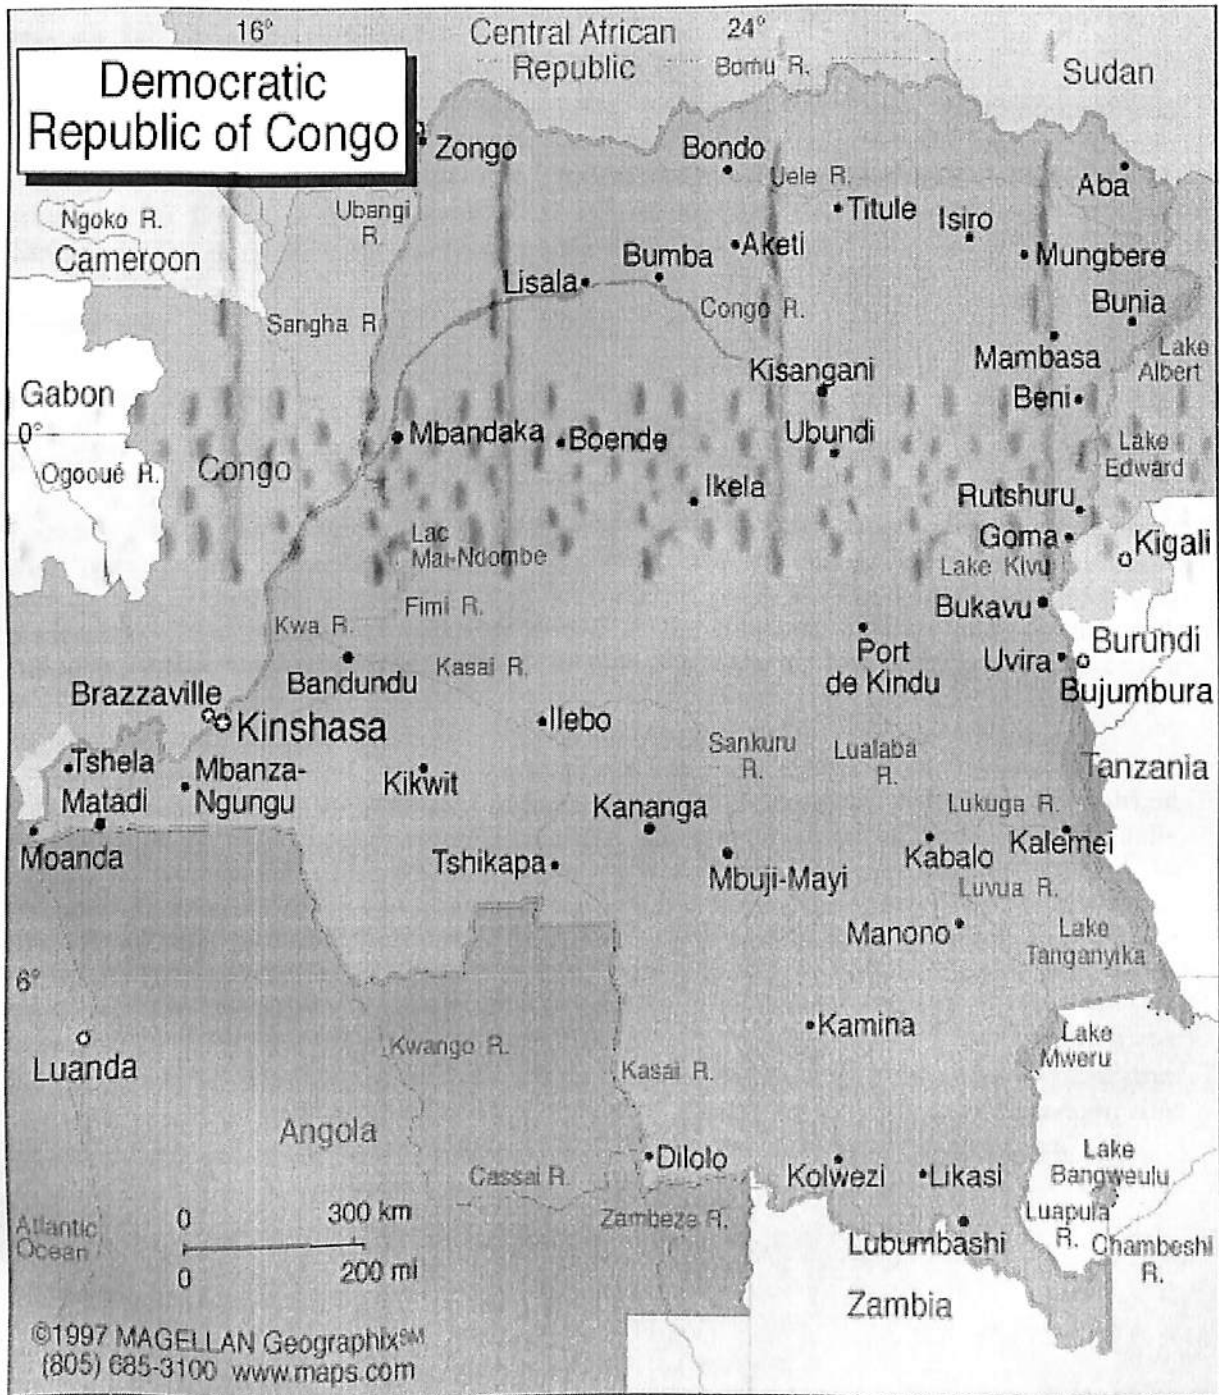 16°
Central African
Republic
24°
Bomu R.
Sudan
Democratic
Republic of Congo
Zongo
Bondo
Uele R.
Aba
Ngoko R.
Ubangi
R.
Titule
Isiro
Cameroon
Bumba
Aketi
Mungbere
Lisala
Congo R.
Bunia
Sangha R.
Mambasa
Lake
Albert
Kisangani
Gabon
Beni
0°
Mbandaka
Boende
Ubundi
Lake
Edward
Ogooué R.
Congo
Ikela
Rutshuru
Lac
Mai-Ndombe
Goma
Kigali
Lake Kivu
Fimi R.
Bukavu
Kwa R.
Kasai R.
Port
de Kindu
Uvira
Burundi
Bandundu
Bujumbura
Brazzaville
Kinshasa
Ilebo
Sankuru
R.
Lualaba
R.
Tshela
Mbanza-
Ngungu
Kikwit
Tanzania
Matadi
Kananga
Lukuga R.
Moanda
Tshikapa
Mbuji-Mayi
Kabalo
Kalemei
Luvua R.
Manono
Lake
Tanganyika
6°
Kamina
Lake
Mweru
Luanda
Kwango R.
Kasai R.
Angola
Dilolo
Kolwezi
Likasi
Lake
Bangweulu
Cassai R.
Zambeze R.
Luapula
R.
Chambeshi
R.
Atlantic
Ocean
0 300 km
0 200 mi
Lubumbashi
Zambia
©1997 MAGELLAN Geographix℠
(805) 685-3100 www.maps.com